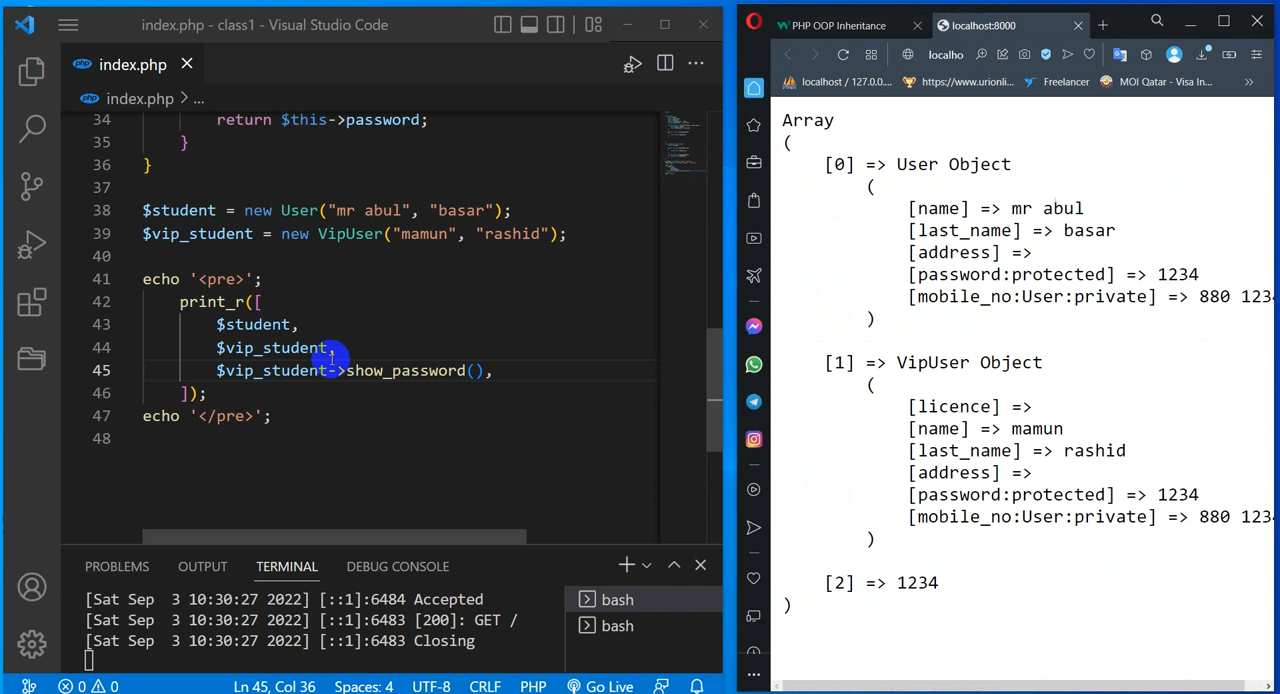 index.php - class1 - Visual Studio Code
index.php
index.php > ...
34 return $this->password;
35 }
36 }
37
38 $student = new User("mr abul", "basar");
39 $vip_student = new VipUser("mamun", "rashid");
40
41 echo '<pre>';
42 print_r([
43 $student,
44 $vip_student,
45 $vip_student->show_password(),
46 ]);
47 echo '</pre>';
48
PROBLEMS OUTPUT TERMINAL DEBUG CONSOLE
[Sat Sep 3 10:30:27 2022] [::1]:6484 Accepted
[Sat Sep 3 10:30:27 2022] [::1]:6483 [200]: GET /
[Sat Sep 3 10:30:27 2022] [::1]:6483 Closing
bash
bash
0 0 Ln 45, Col 36 Spaces: 4 UTF-8 CRLF PHP Go Live
PHP OOP Inheritance
localhost:8000
localho
localhost / 127.0.... https://www.urionli... Freelancer MOI Qatar - Visa In...
Array
(
[0] => User Object
(
[name] => mr abul
[last_name] => basar
[address] =>
[password:protected] => 1234
[mobile_no:User:private] => 880 123
)
[1] => VipUser Object
(
[licence] =>
[name] => mamun
[last_name] => rashid
[address] =>
[password:protected] => 1234
[mobile_no:User:private] => 880 123
)
[2] => 1234
)